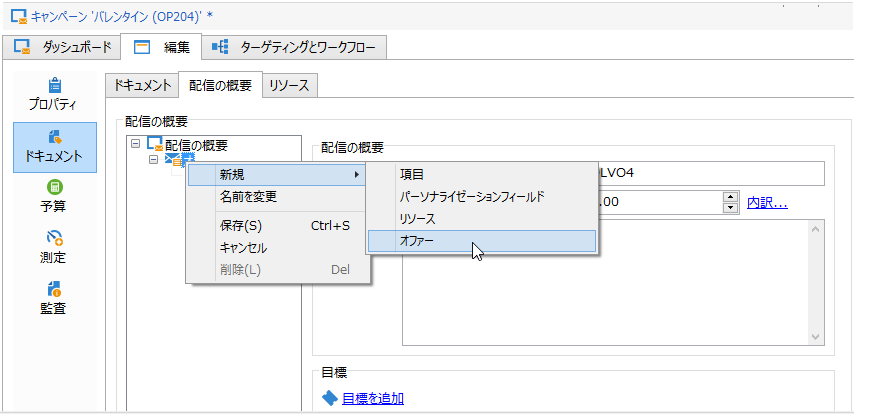 キャンペーン 'バレンタイン (OP204)' *
ダッシュボード 編集 ターゲティングとワークフロー
プロパティ
ドキュメント
予算
測定
監査
ドキュメント 配信の概要 リソース
配信の概要
配信の概要
新規
名前を変更
保存(S) Ctrl+S
キャンセル
削除(L) Del
項目
パーソナライゼーションフィールド
リソース
オファー
配信の概要
LVO4
.00 内訳...
目標
目標を追加